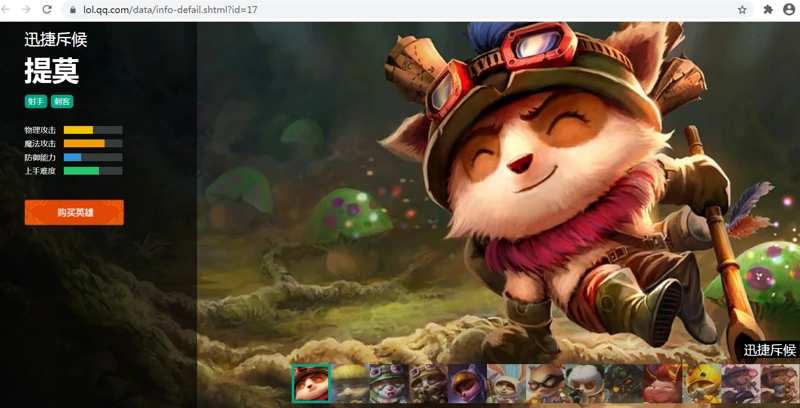 lol.qq.com/data/info-defail.shtml?id=17
迅捷斥候
提莫
射手 刺客
物理攻击
魔法攻击
防御能力
上手难度
购买英雄
迅捷斥候